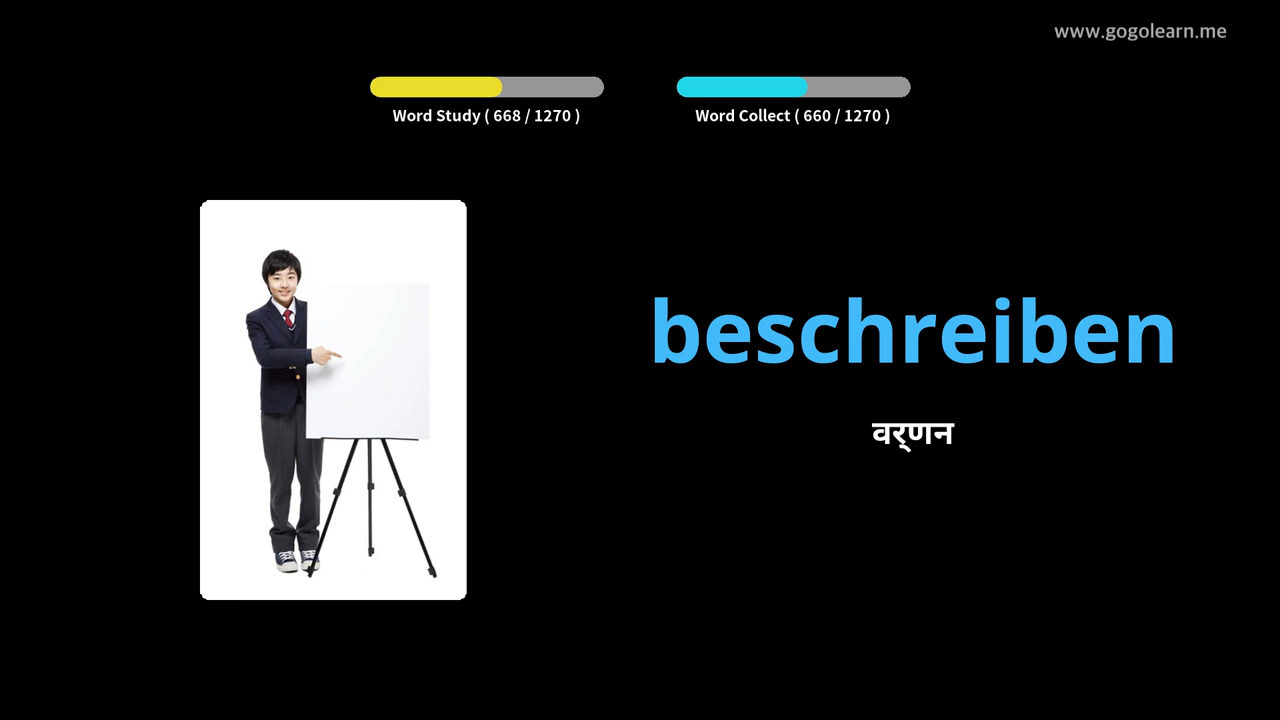 www.gogolearn.me
Word Study ( 668 / 1270 )
Word Collect ( 660 / 1270 )
beschreiben
वर्णन